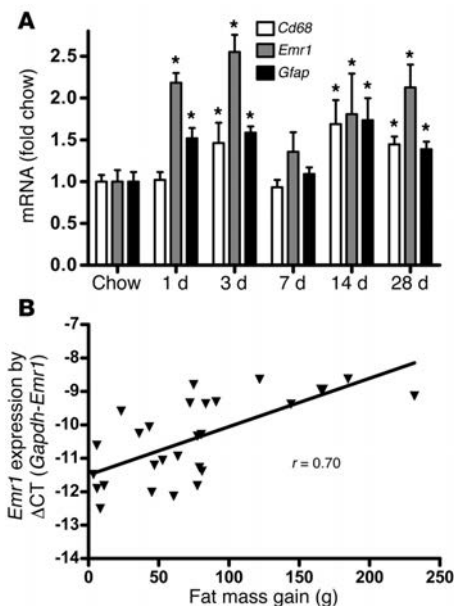 A
Cd68
Emr1
Gfap
mRNA (fold chow)
2.5
2.0
1.5
1.0
0.5
0.0
* * * * * * * * * * *
Chow 1 d 3 d 7 d 14 d 28 d
B
Emr1 expression by
ΔCT (Gapdh-Emr1)
-7
-8
-9
-10
-11
-12
-13
-14
r = 0.70
0 50 100 150 200 250
Fat mass gain (g)